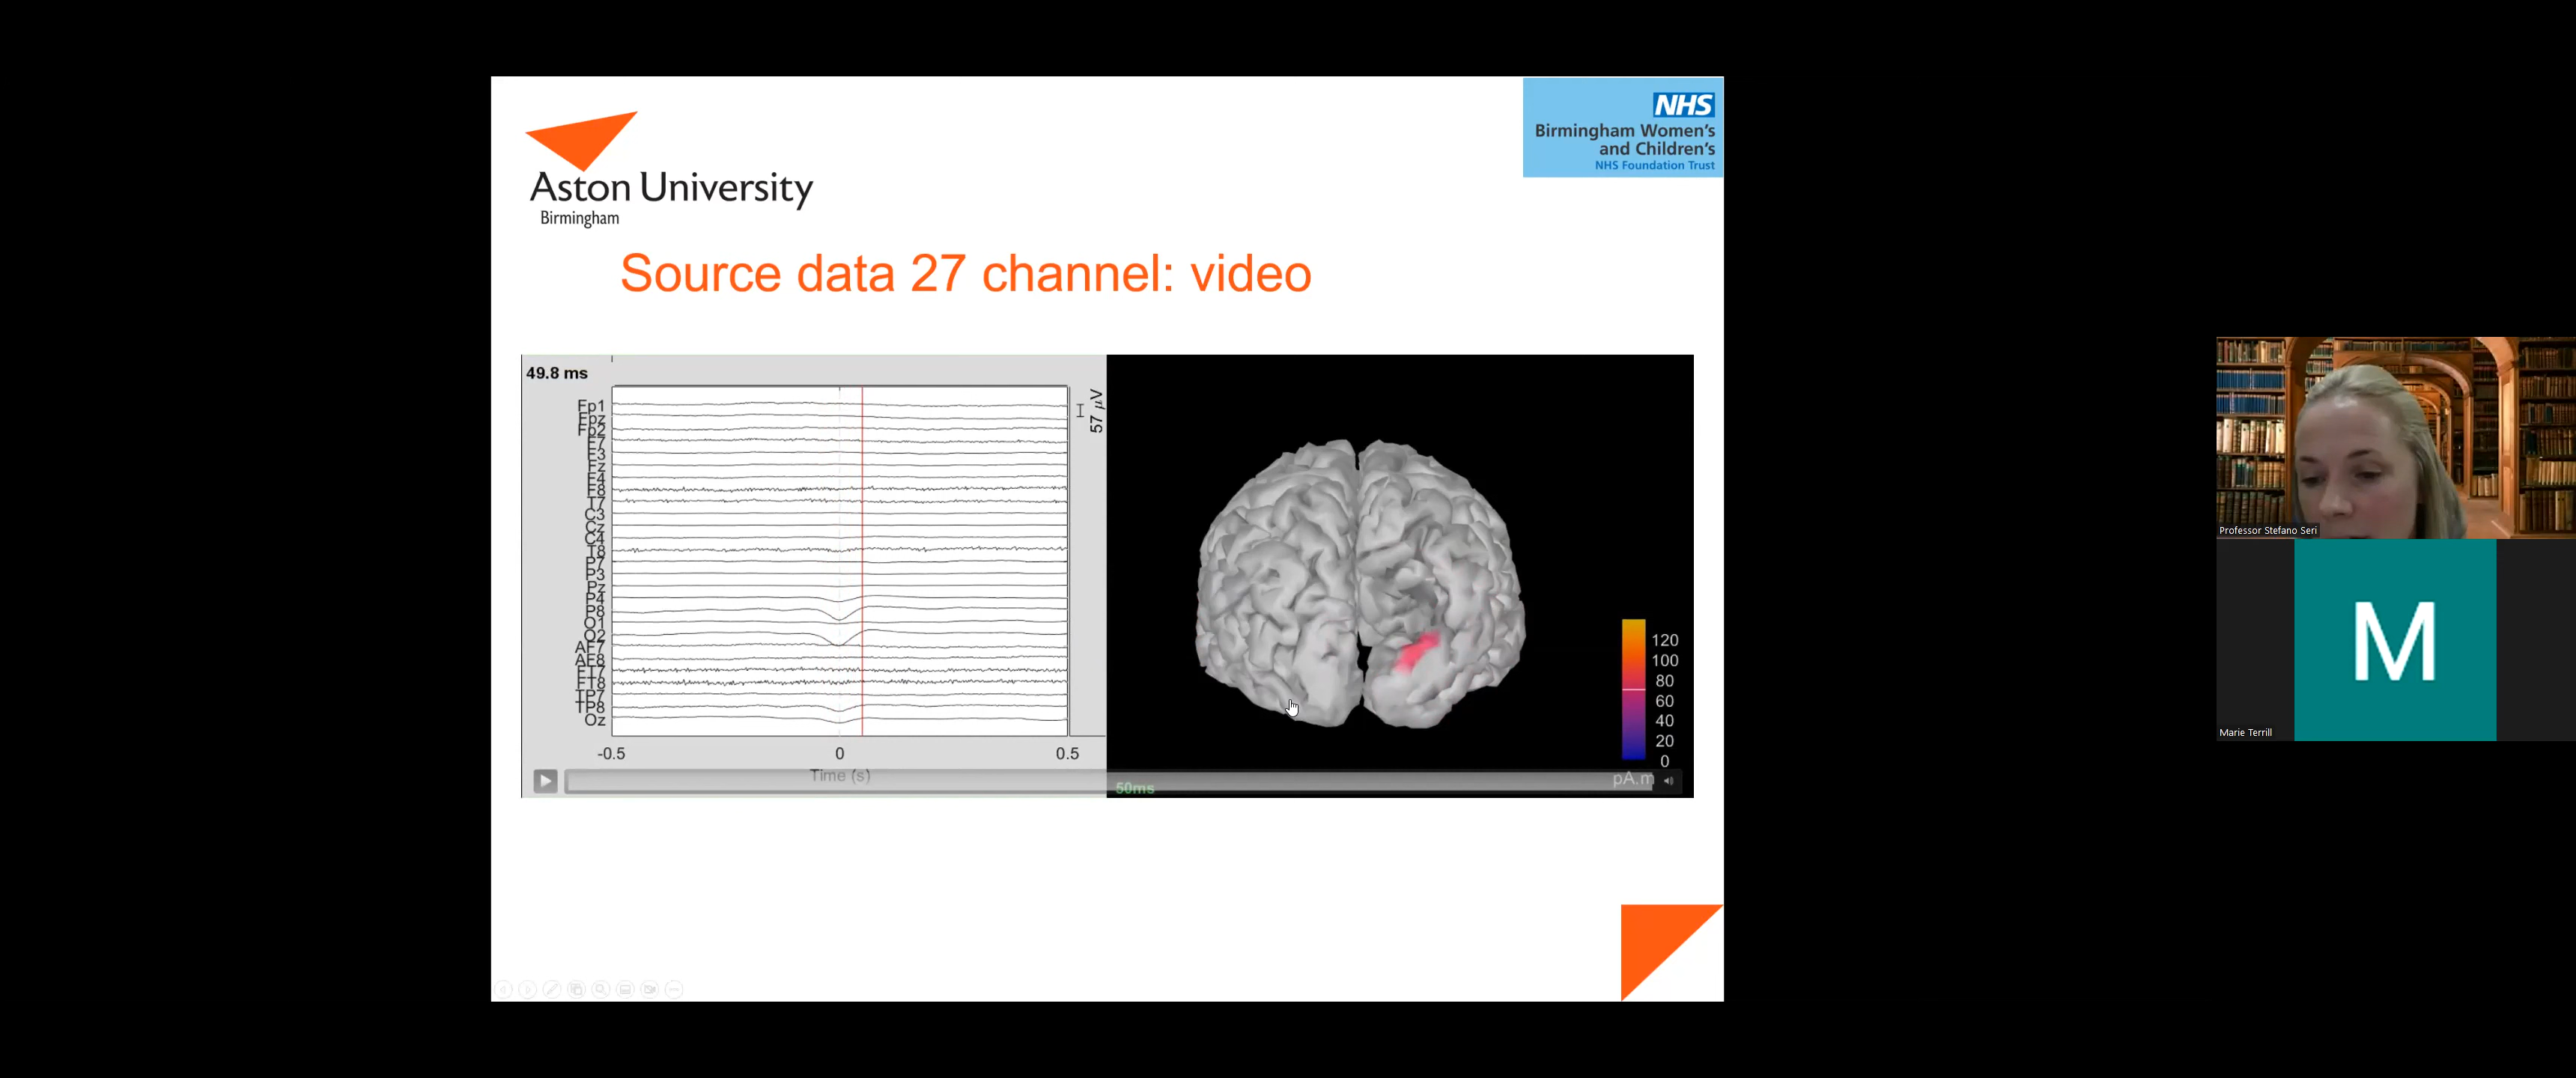 Aston University
Birmingham
NHS
Birmingham Women's
and Children's
NHS Foundation Trust
Source data 27 channel: video
49.8 ms
57 μV
Fp1
Fpz
Fp2
F7
F3
Fz
F4
F8
T7
C3
Cz
C4
T8
P7
P3
Pz
P4
P8
O1
O2
AF7
AF8
FT7
FT8
TP7
TP8
Oz
-0.5 0 0.5
Time (s)
50ms
120
100
80
60
40
20
0
pA.m
Professor Stefano Seri
M
Marie Terrill